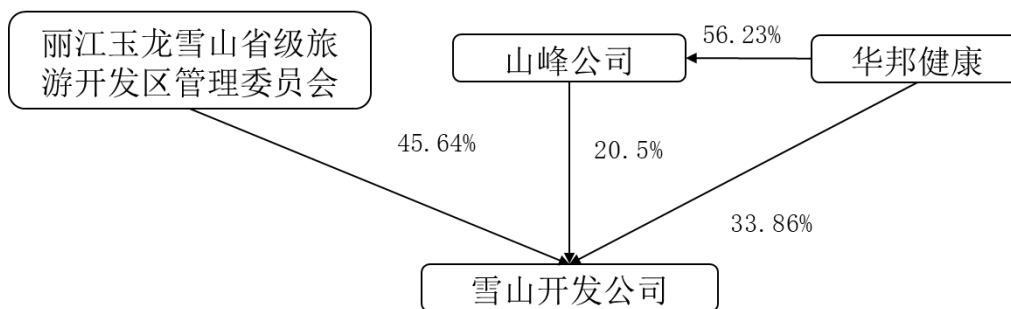 丽江玉龙雪山省级旅
游开发区管理委员会
山峰公司
56.23%
华邦健康
45.64%
20.5%
33.86%
雪山开发公司